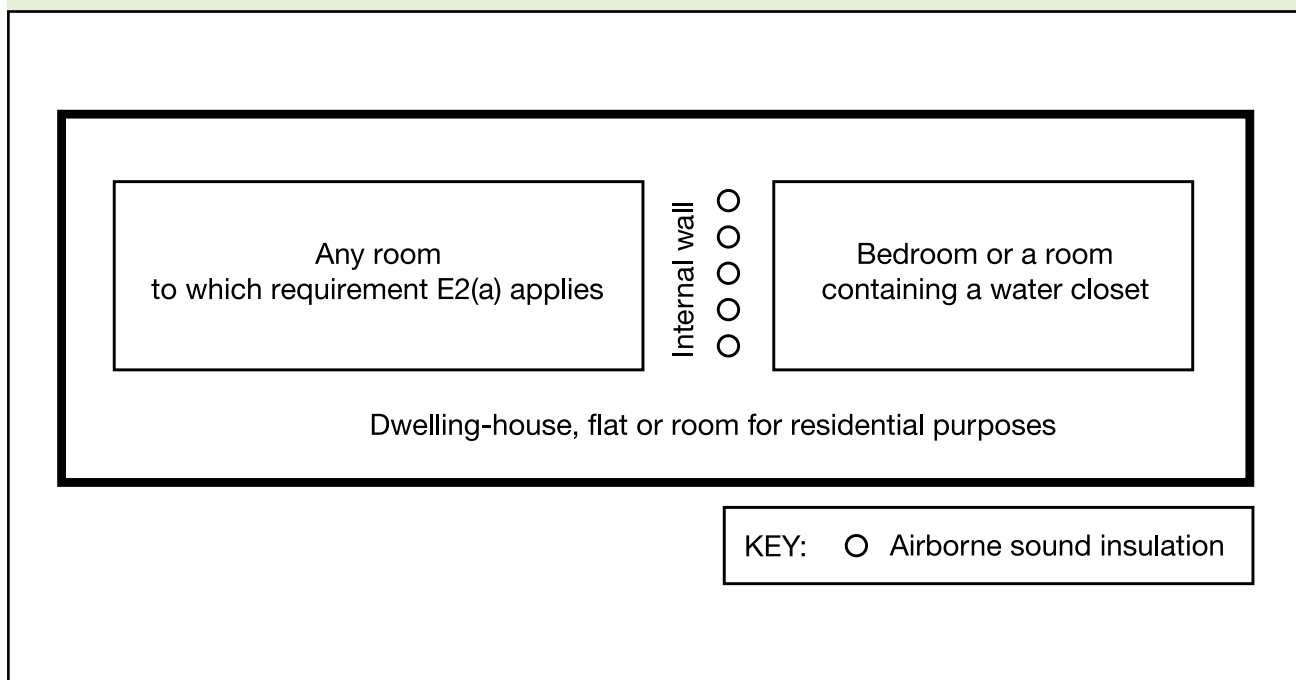 Any room
to which requirement E2(a) applies
Internal wall
Bedroom or a room
containing a water closet
Dwelling-house, flat or room for residential purposes
KEY: Airborne sound insulation